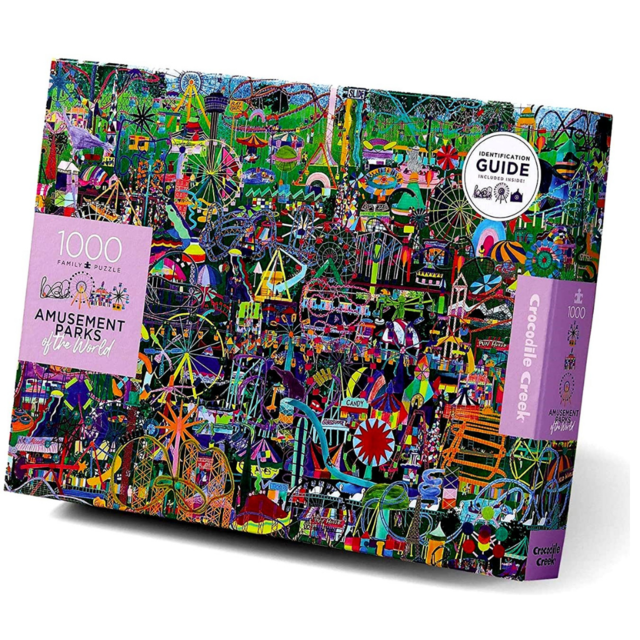 SLIDE
IDENTIFICATION
GUIDE
INCLUDED INSIDE!
1000
FAMILY PUZZLE
AMUSEMENT
PARKS
of the World
CANDY
Crocodile Creek
1000
AMUSEMENT
PARKS
of the World
Crocodile
Creek